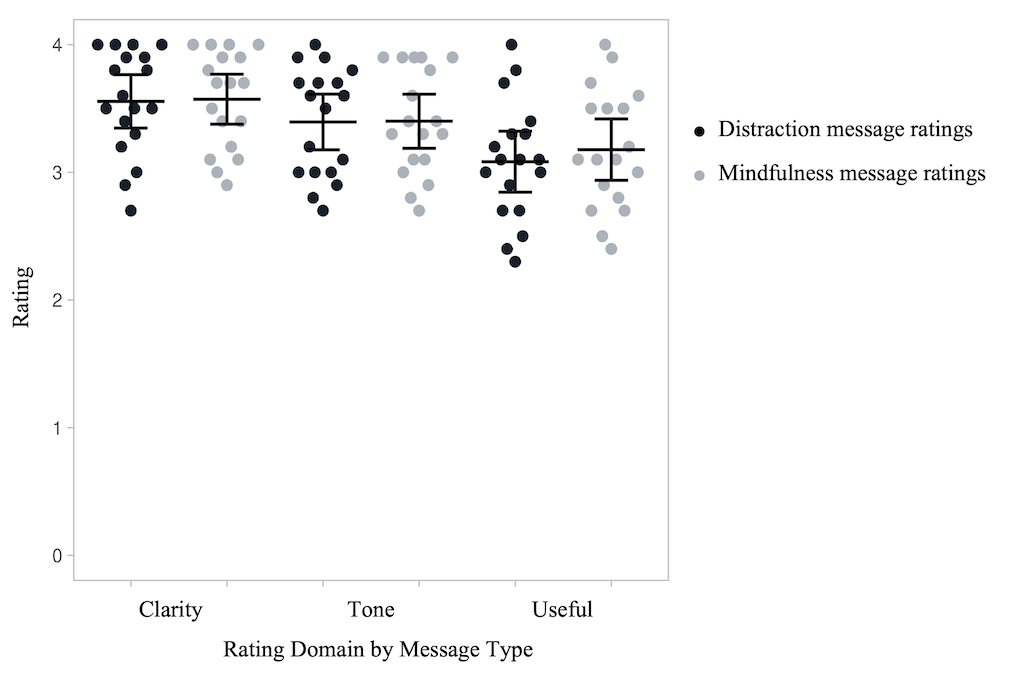 4
3
2
1
0
Rating
Clarity
Tone
Useful
Rating Domain by Message Type
Distraction message ratings
Mindfulness message ratings